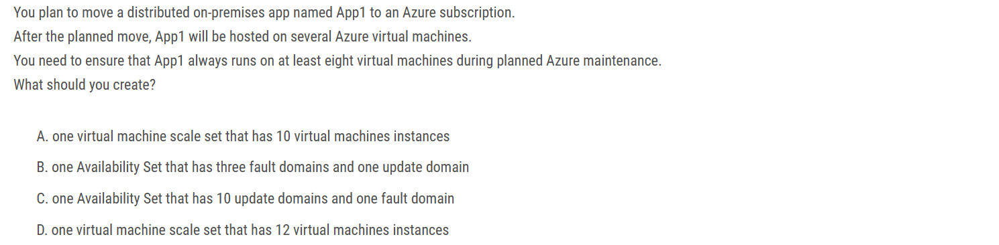 You plan to move a distributed on-premises app named App1 to an Azure subscription.
After the planned move, App1 will be hosted on several Azure virtual machines.
You need to ensure that App1 always runs on at least eight virtual machines during planned Azure maintenance.
What should you create?
A. one virtual machine scale set that has 10 virtual machines instances
B. one Availability Set that has three fault domains and one update domain
C. one Availability Set that has 10 update domains and one fault domain
D. one virtual machine scale set that has 12 virtual machines instances